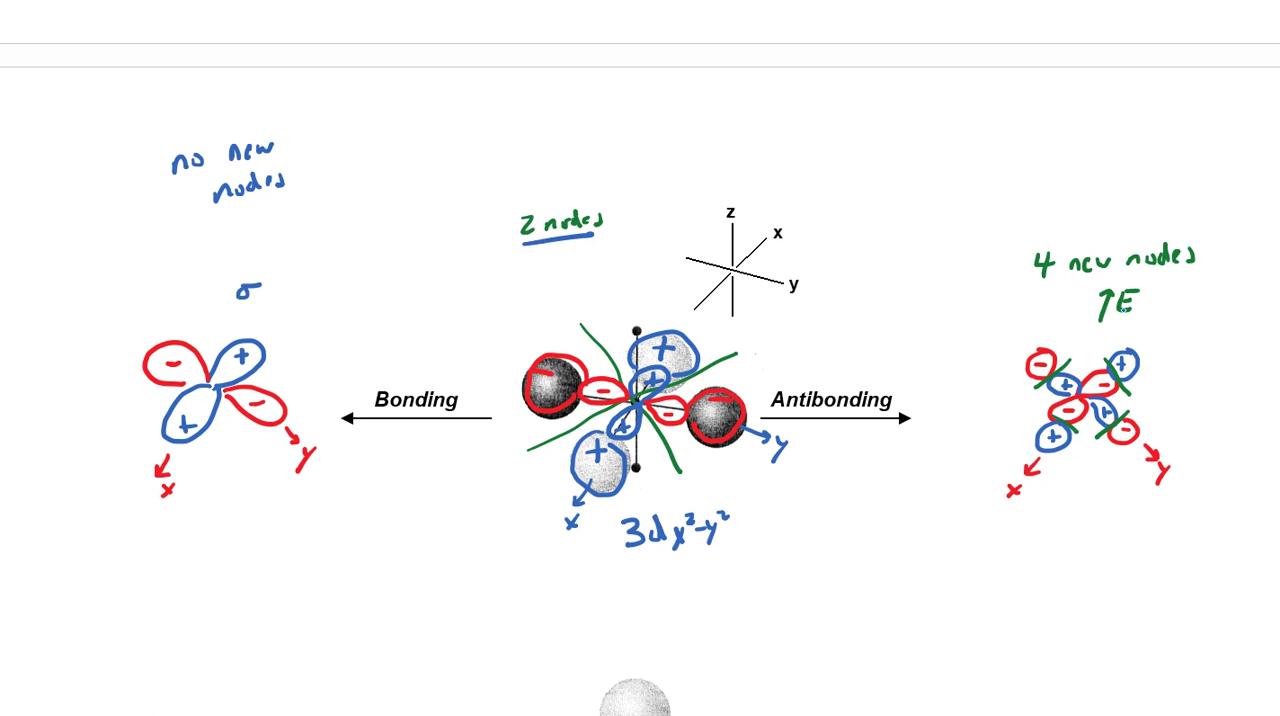 no new
nodes
σ
-
+
+
-
x
y
Bonding
2 nodes
z
x
y
-
-
+
+
+
+
-
-
x
y
3dx²-y²
Antibonding
4 new nodes
↑E
-
+
+
-
-
+
+
-
x
y